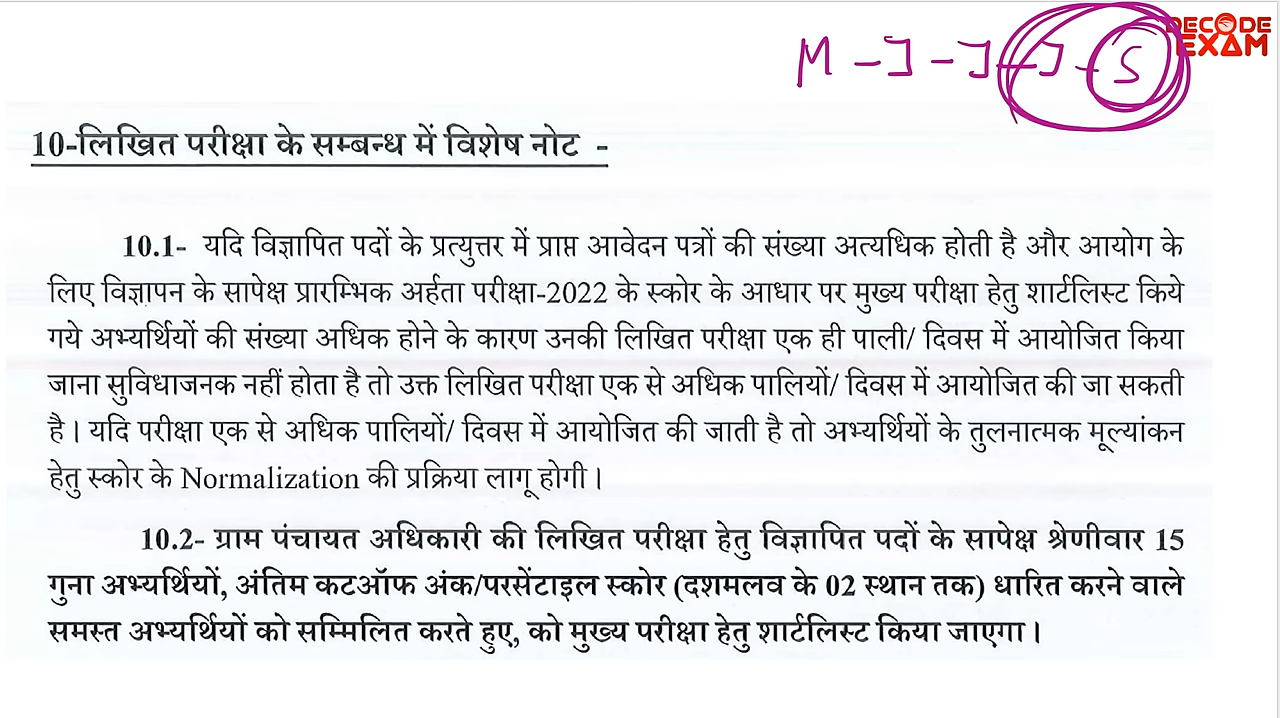 DECODE
EXAM
M - J - J - J - S
10-लिखित परीक्षा के सम्बन्ध में विशेष नोट -
10.1- यदि विज्ञापित पदों के प्रत्युत्तर में प्राप्त आवेदन पत्रों की संख्या अत्यधिक होती है और आयोग के
लिए विज्ञापन के सापेक्ष प्रारम्भिक अर्हता परीक्षा-2022 के स्कोर के आधार पर मुख्य परीक्षा हेतु शार्टलिस्ट किये
गये अभ्यर्थियों की संख्या अधिक होने के कारण उनकी लिखित परीक्षा एक ही पाली/ दिवस में आयोजित किया
जाना सुविधाजनक नहीं होता है तो उक्त लिखित परीक्षा एक से अधिक पालियों/ दिवस में आयोजित की जा सकती
है। यदि परीक्षा एक से अधिक पालियों/ दिवस में आयोजित की जाती है तो अभ्यर्थियों के तुलनात्मक मूल्यांकन
हेतु स्कोर के Normalization की प्रक्रिया लागू होगी।
10.2- ग्राम पंचायत अधिकारी की लिखित परीक्षा हेतु विज्ञापित पदों के सापेक्ष श्रेणीवार 15
गुना अभ्यर्थियों, अंतिम कटऑफ अंक/परसेंटाइल स्कोर (दशमलव के 02 स्थान तक) धारित करने वाले
समस्त अभ्यर्थियों को सम्मिलित करते हुए, को मुख्य परीक्षा हेतु शार्टलिस्ट किया जाएगा।